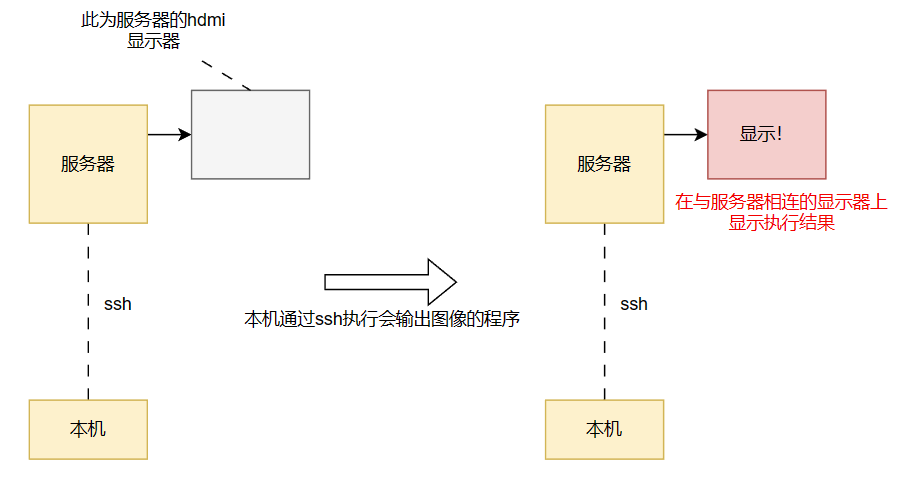 此为服务器的hdmi
显示器
服务器
ssh
本机
本机通过ssh执行会输出图像的程序
服务器
显示！
在与服务器相连的显示器上
显示执行结果
ssh
本机